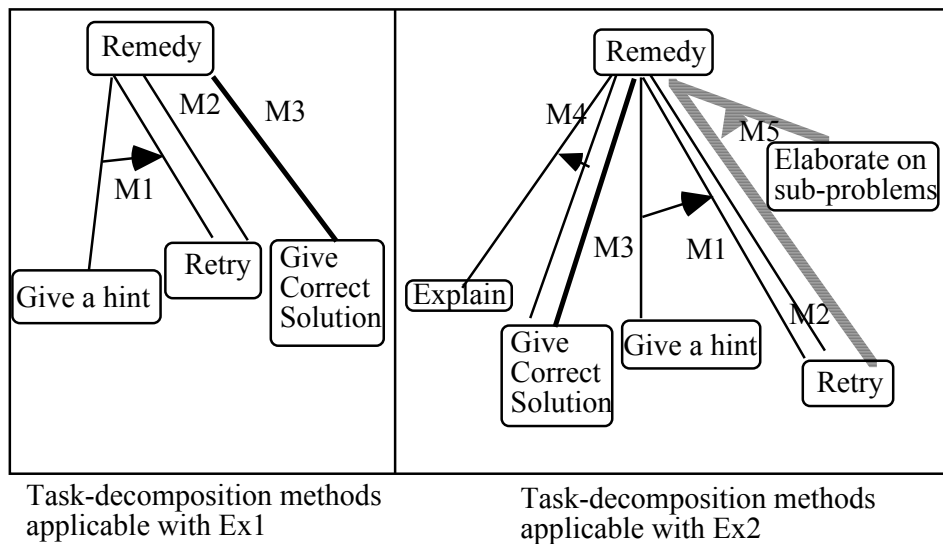 Remedy
M2
M3
M1
Give a hint
Retry
Give
Correct
Solution
Task-decomposition methods
applicable with Ex1
Remedy
M4
M5
Elaborate on
sub-problems
M3
M1
Explain
M2
Give
Correct
Solution
Give a hint
Retry
Task-decomposition methods
applicable with Ex2